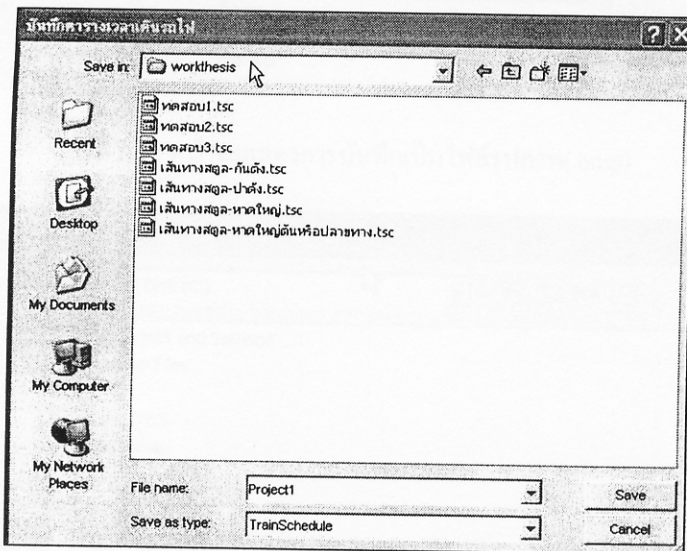 บันทึกตารางเวลาเดินรถไฟ
Save in: workthesis
ทดสอบ1.tsc
ทดสอบ2.tsc
ทดสอบ3.tsc
เส้นทางสตูล-กันตัง.tsc
เส้นทางสตูล-ปาดัง.tsc
เส้นทางสตูล-หาดใหญ่.tsc
เส้นทางสตูล-หาดใหญ่ต้นหรือปลายทาง.tsc
Recent
Desktop
My Documents
My Computer
My Network
Places
File name: Project1
Save
Save as type: TrainSchedule
Cancel